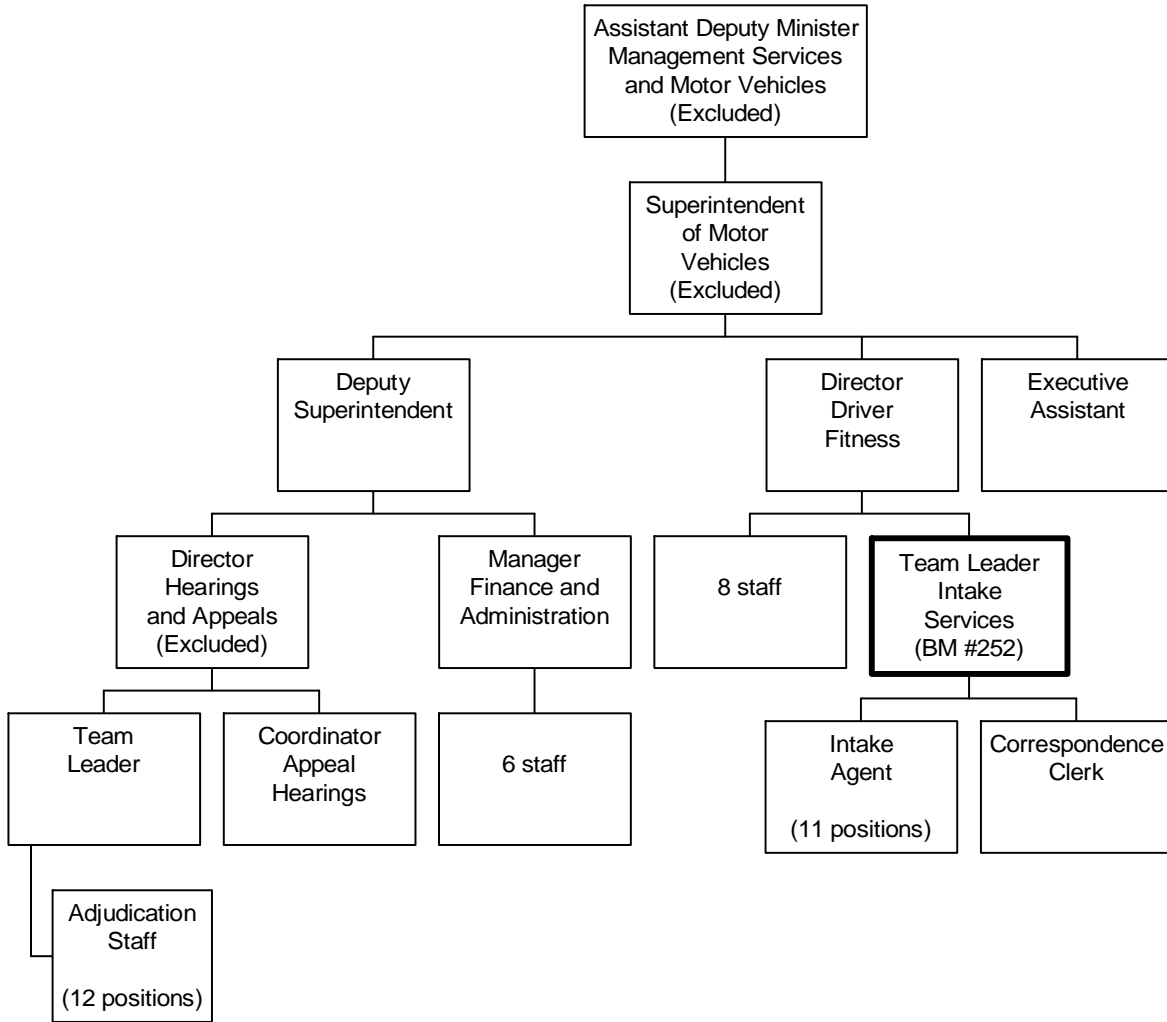 Assistant Deputy Minister
Management Services
and Motor Vehicles
(Excluded)
Superintendent
of Motor
Vehicles
(Excluded)
Deputy
Superintendent
Director
Driver
Fitness
Executive
Assistant
Director
Hearings
and Appeals
(Excluded)
Manager
Finance and
Administration
8 staff
Team Leader
Intake
Services
(BM #252)
Team
Leader
Coordinator
Appeal
Hearings
6 staff
Intake
Agent
(11 positions)
Correspondence
Clerk
Adjudication
Staff
(12 positions)